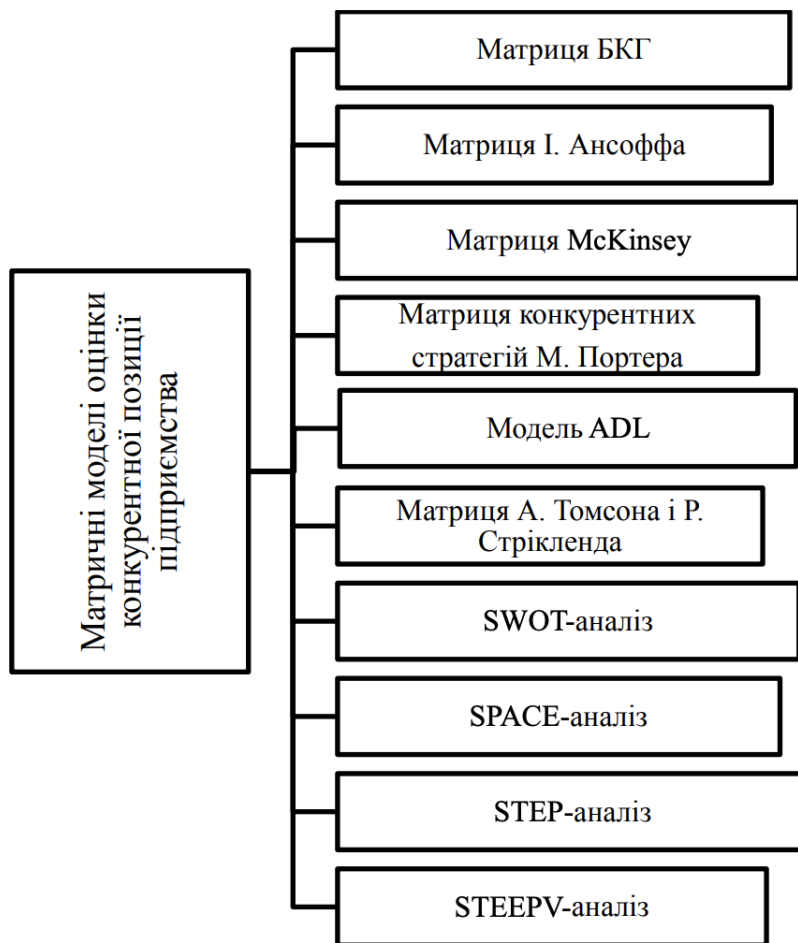 Матричні моделі оцінки
конкурентної позиції
підприємства
Матриця БКГ
Матриця І. Ансоффа
Матриця McKinsey
Матриця конкурентних
стратегій М. Портера
Модель ADL
Матриця А. Томсона і Р.
Стрікленда
SWOT-аналіз
SPACE-аналіз
STEP-аналіз
STEEPV-аналіз